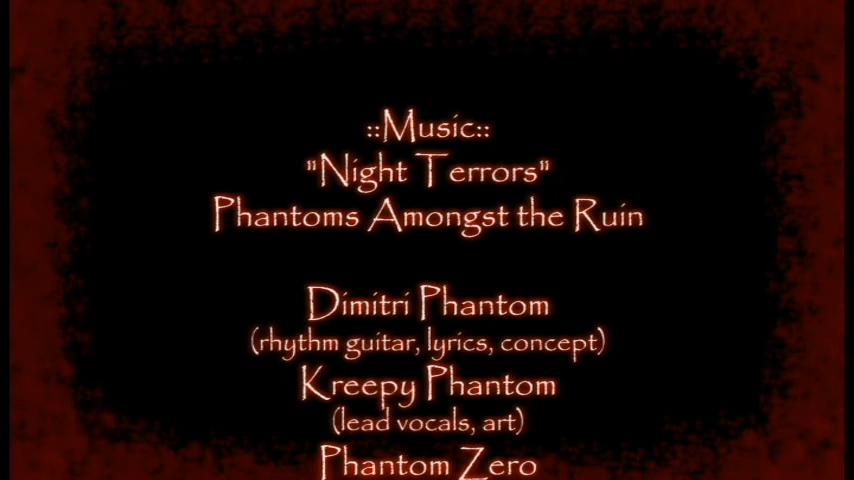 ::Music::
"Night Terrors"
Phantoms Amongst the Ruin
Dimitri Phantom
(rhythm guitar, lyrics, concept)
Kreepy Phantom
(lead vocals, art)
Phantom Zero